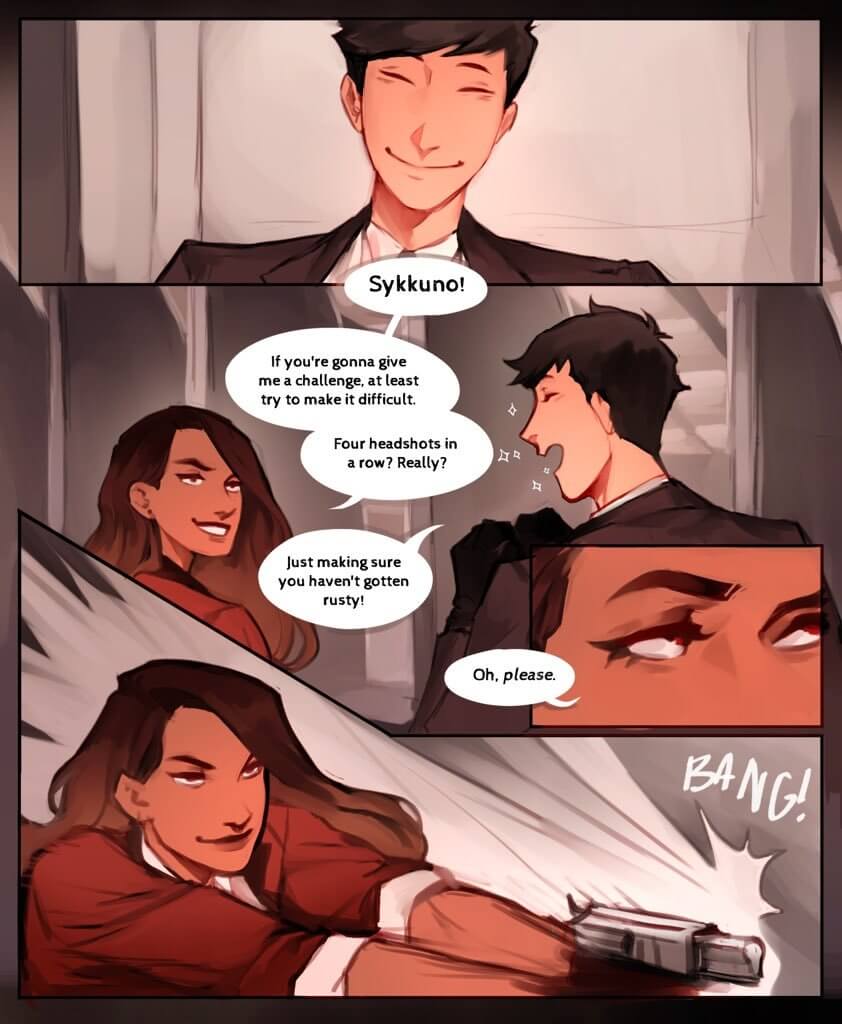 Sykkuno!
If you're gonna give
me a challenge, at least
try to make it difficult.
Four headshots in
a row? Really?
Just making sure
you haven't gotten
rusty!
Oh, please.
BANG!